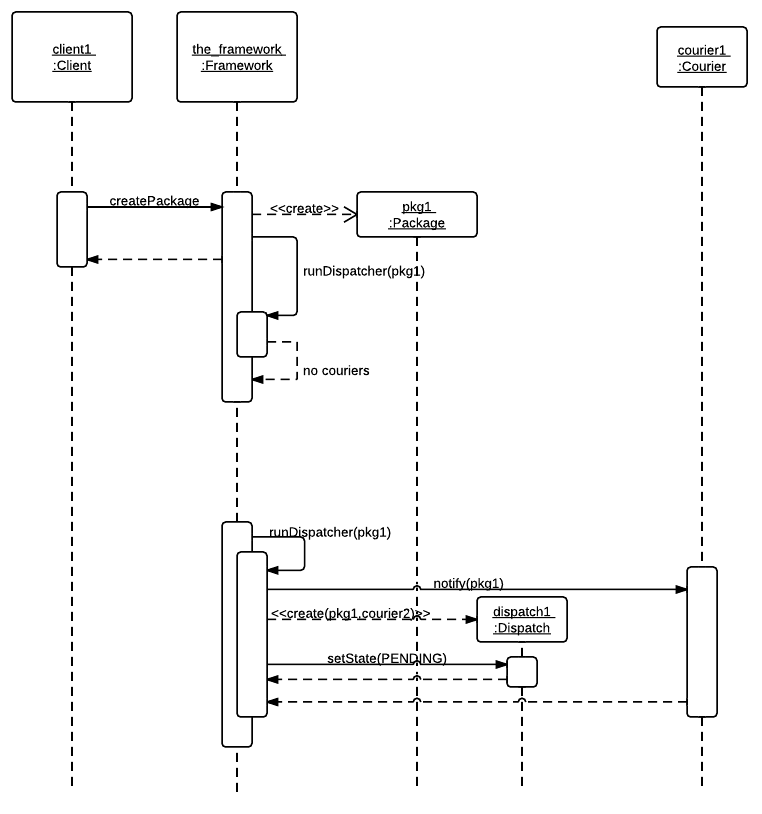 client1
:Client
the_framework
:Framework
courier1
:Courier
createPackage
<<create>>
pkg1
:Package
runDispatcher(pkg1)
no couriers
runDispatcher(pkg1)
notify(pkg1)
<<create(pkg1,courier2)>>
dispatch1
:Dispatch
setState(PENDING)